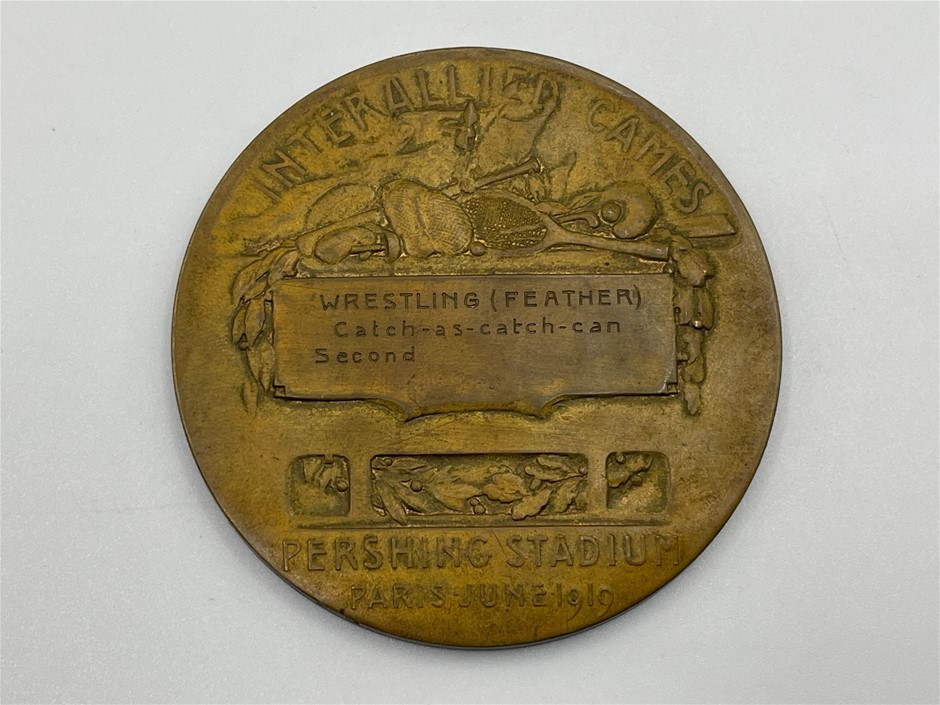 INTERALLIED GAMES
WRESTLING (FEATHER)
Catch-as-catch-can
Second
PERSHING STADIUM
PARIS·JUNE·1919